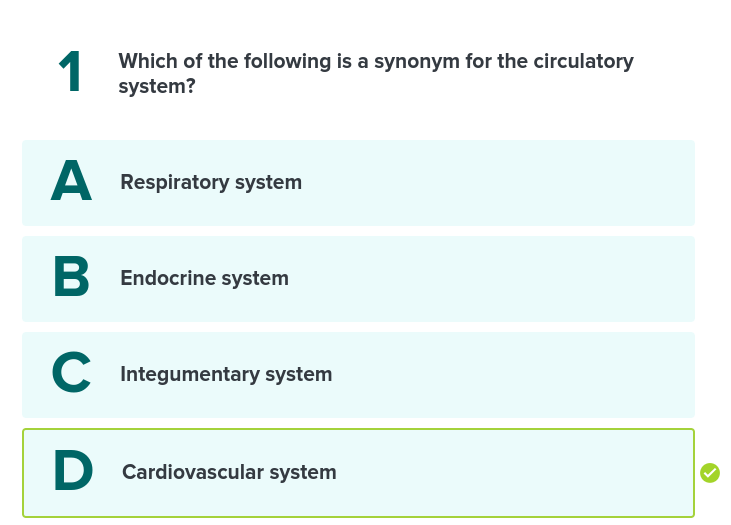 1
Which of the following is a synonym for the circulatory
system?
A
Respiratory system
B
Endocrine system
C
Integumentary system
D
Cardiovascular system